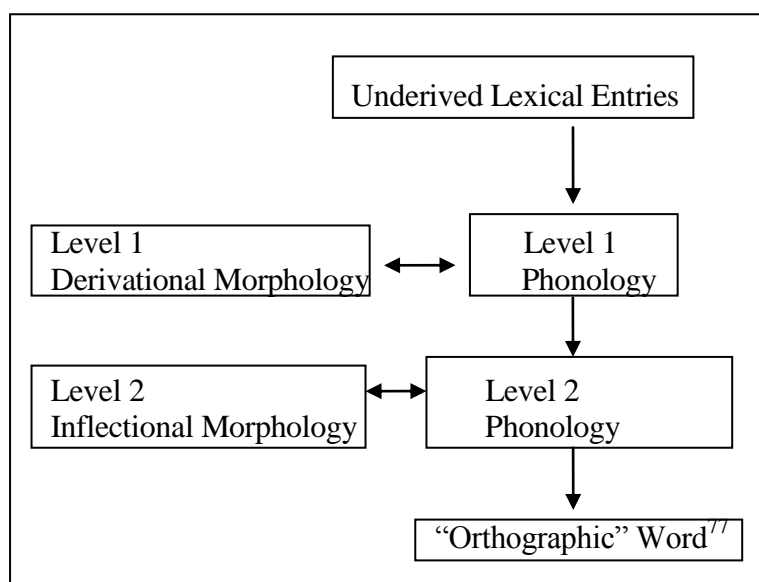 Underived Lexical Entries
Level 1
Derivational Morphology
Level 1
Phonology
Level 2
Inflectional Morphology
Level 2
Phonology
“Orthographic” Word77